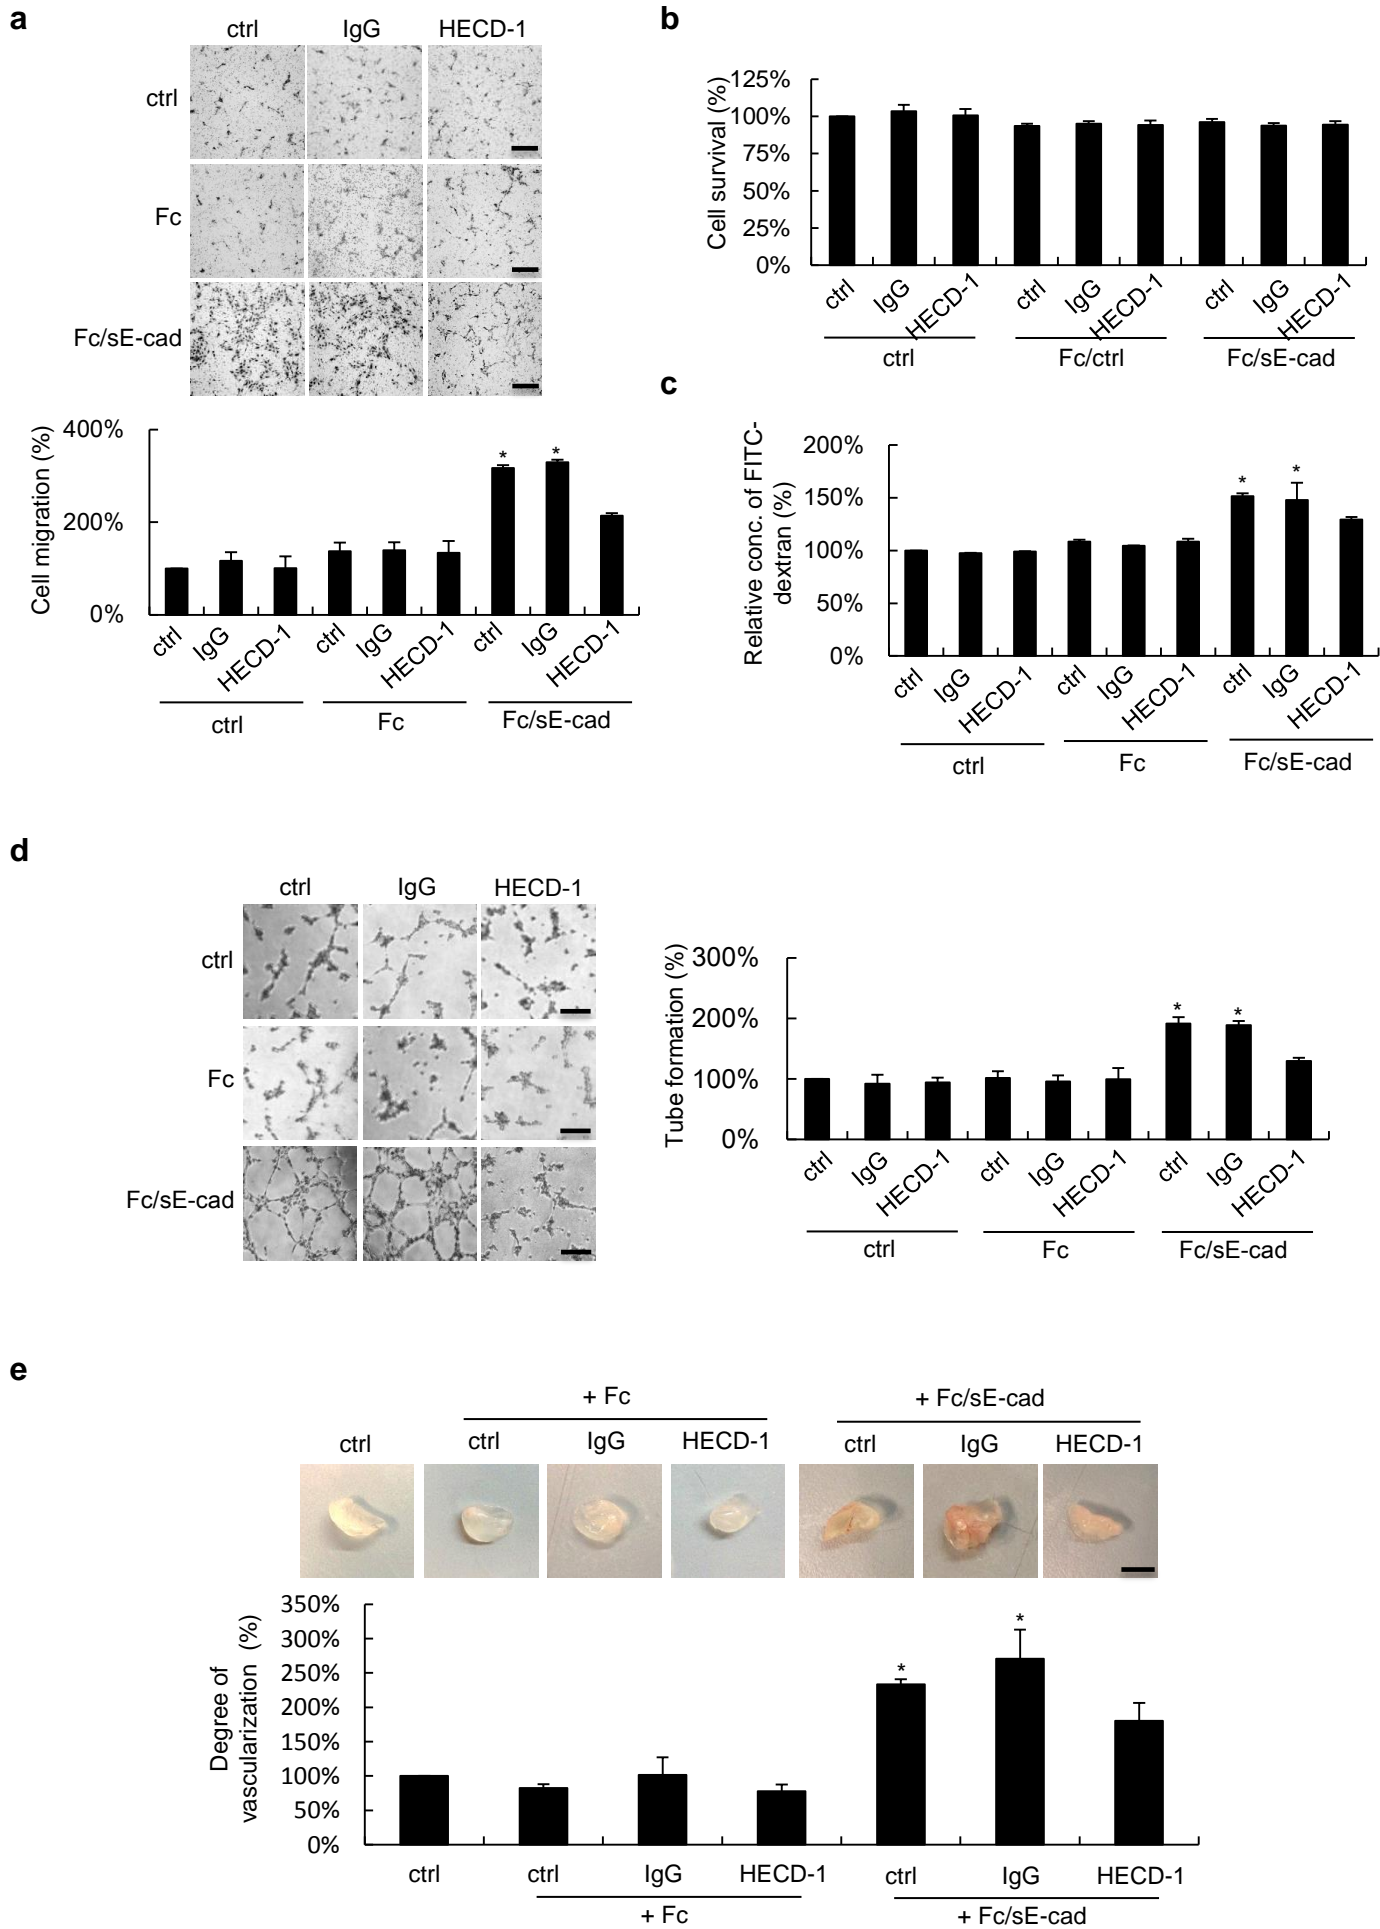 a
ctrl IgG HECD-1
ctrl
Fc
Fc/sE-cad
Cell migration (%)
400%
200%
0%
ctrl IgG HECD-1 ctrl IgG HECD-1 * ctrl * IgG HECD-1
ctrl Fc Fc/sE-cad
b
Cell survival (%)
125%
100%
75%
50%
25%
0%
ctrl IgG HECD-1 ctrl IgG HECD-1 ctrl IgG HECD-1
ctrl Fc/ctrl Fc/sE-cad
c
Relative conc. of FITC-
dextran (%)
200%
150%
100%
50%
0%
* *
ctrl IgG HECD-1 ctrl IgG HECD-1 ctrl IgG HECD-1
ctrl Fc Fc/sE-cad
d
ctrl IgG HECD-1
ctrl
Fc
Fc/sE-cad
Tube formation (%)
300%
200%
100%
0%
* *
ctrl IgG HECD-1 ctrl IgG HECD-1 ctrl IgG HECD-1
ctrl Fc Fc/sE-cad
e
+ Fc + Fc/sE-cad
ctrl ctrl IgG HECD-1 ctrl IgG HECD-1
Degree of
vascularization (%)
350%
300%
250%
200%
150%
100%
50%
0%
* *
ctrl ctrl IgG HECD-1 ctrl IgG HECD-1
+ Fc + Fc/sE-cad